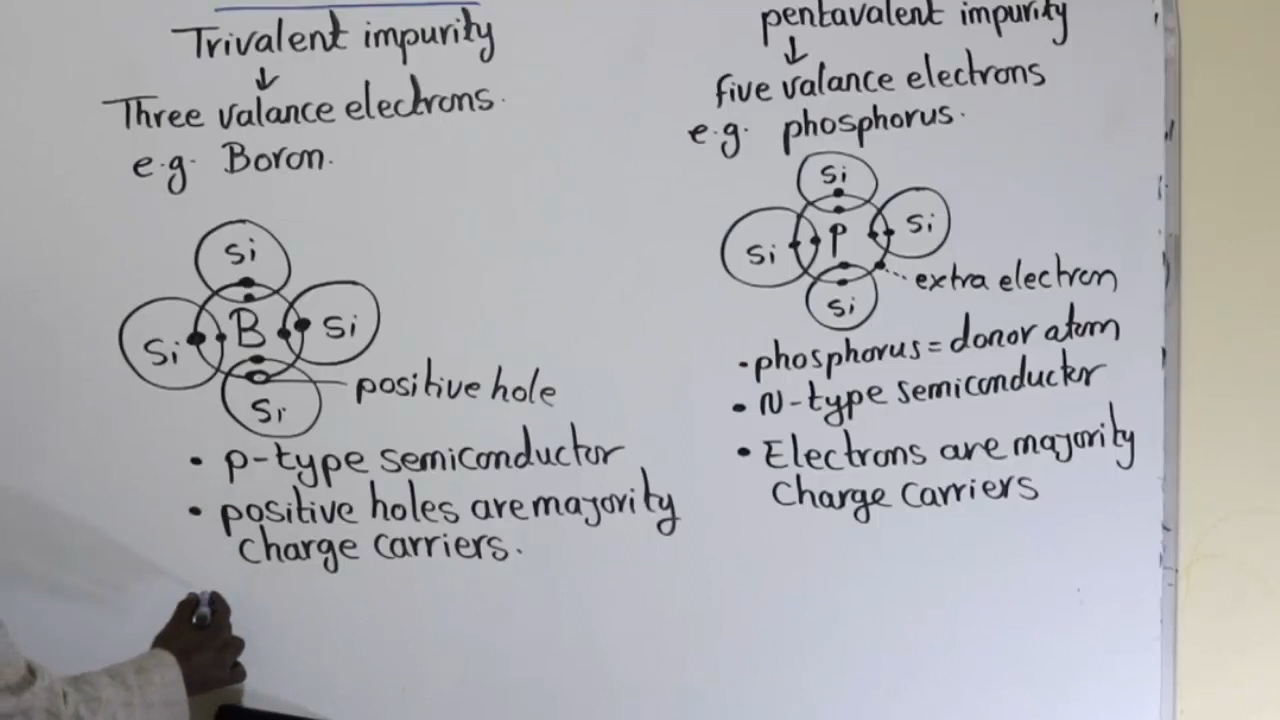 Trivalent impurity
↓
Three valance electrons.
e.g. Boron.
Si
Si
B
Si
positive hole
Si
• p-type semiconductor
• positive holes are majority
charge carriers.
pentavalent impurity
↓
five valance electrons
e.g. phosphorus.
Si
Si
P
Si
extra electron
Si
• phosphorus = donor atom
• N-type semiconductor
• Electrons are majority
charge carriers